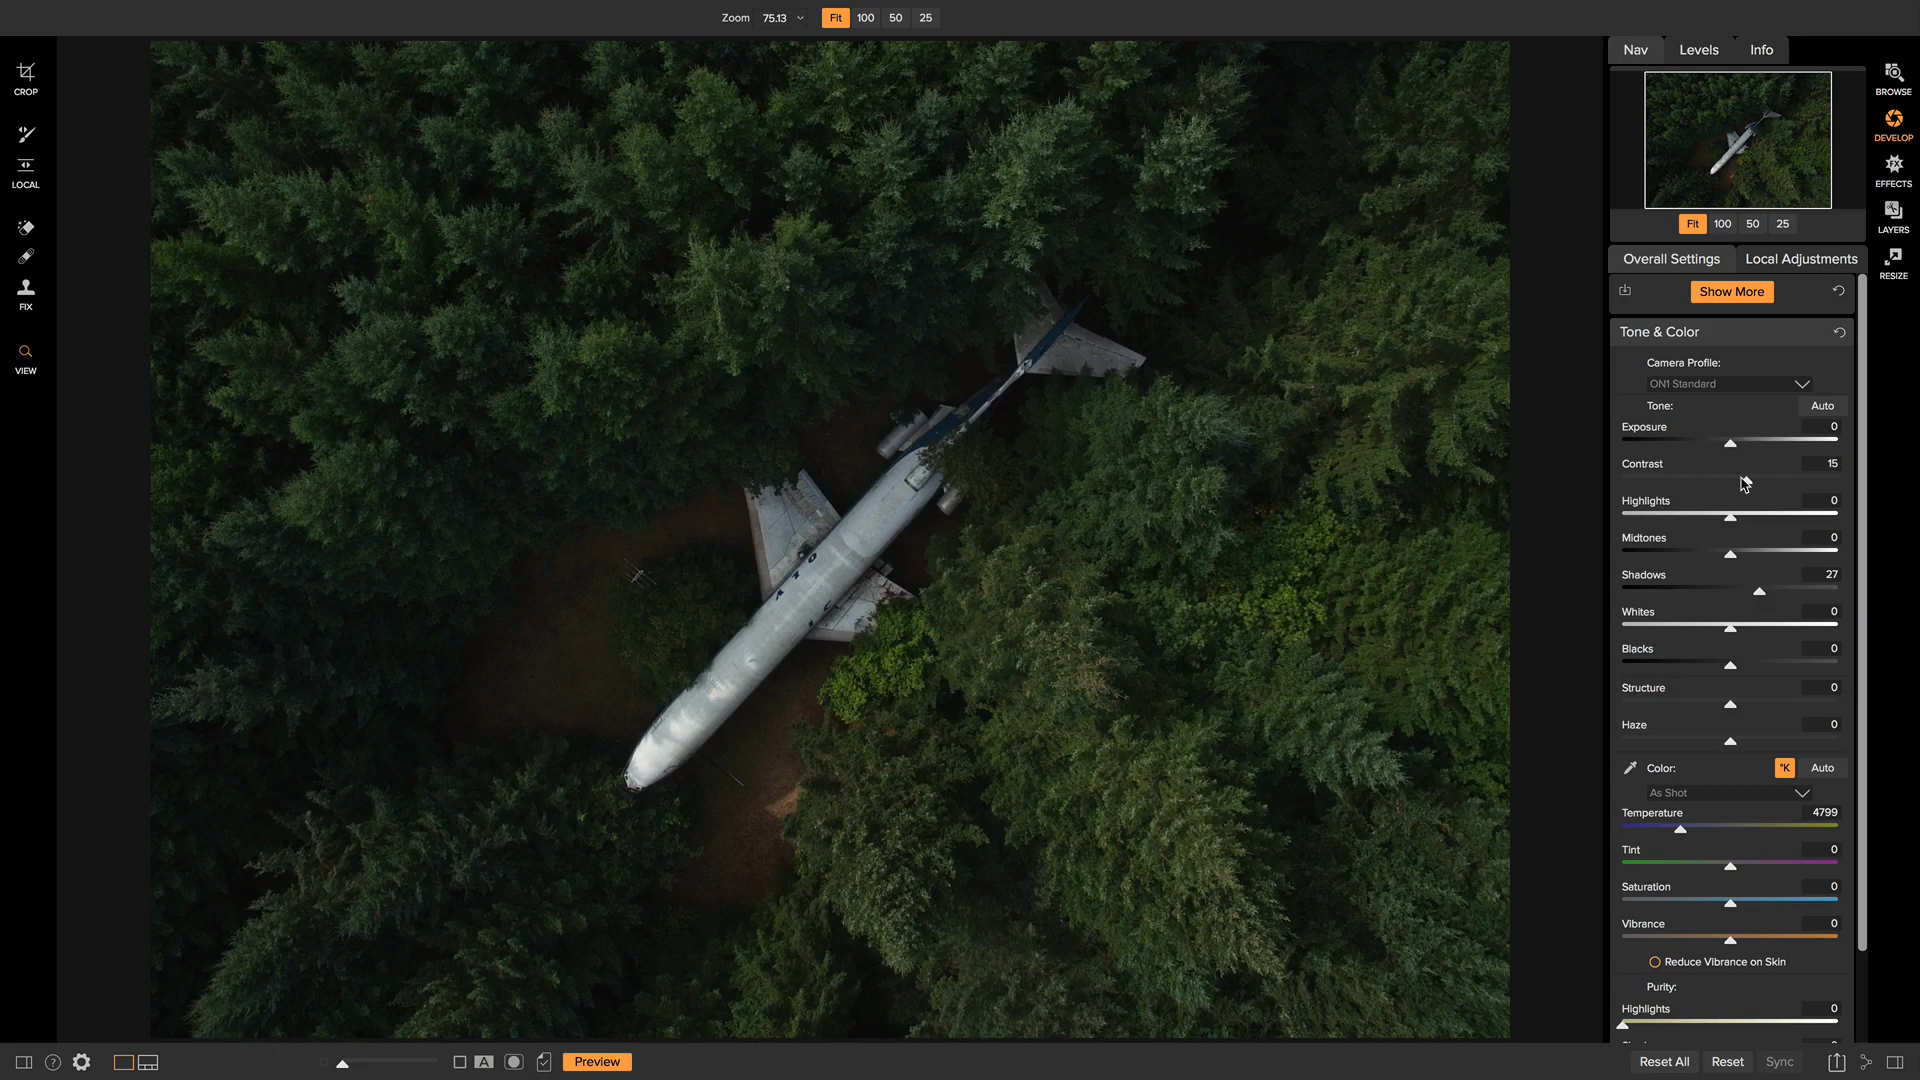 Zoom 75.13 Fit 100 50 25
CROP
LOCAL
FIX
VIEW
Nav Levels Info
Fit 100 50 25
BROWSE
DEVELOP
FX
EFFECTS
LAYERS
RESIZE
Overall Settings Local Adjustments
Show More
Tone & Color
Camera Profile:
ON1 Standard
Tone: Auto
Exposure 0
Contrast 15
Highlights 0
Midtones 0
Shadows 27
Whites 0
Blacks 0
Structure 0
Haze 0
Color: °K Auto
As Shot
Temperature 4799
Tint 0
Saturation 0
Vibrance 0
Reduce Vibrance on Skin
Purity:
Highlights 0
? A Preview
Reset All Reset Sync